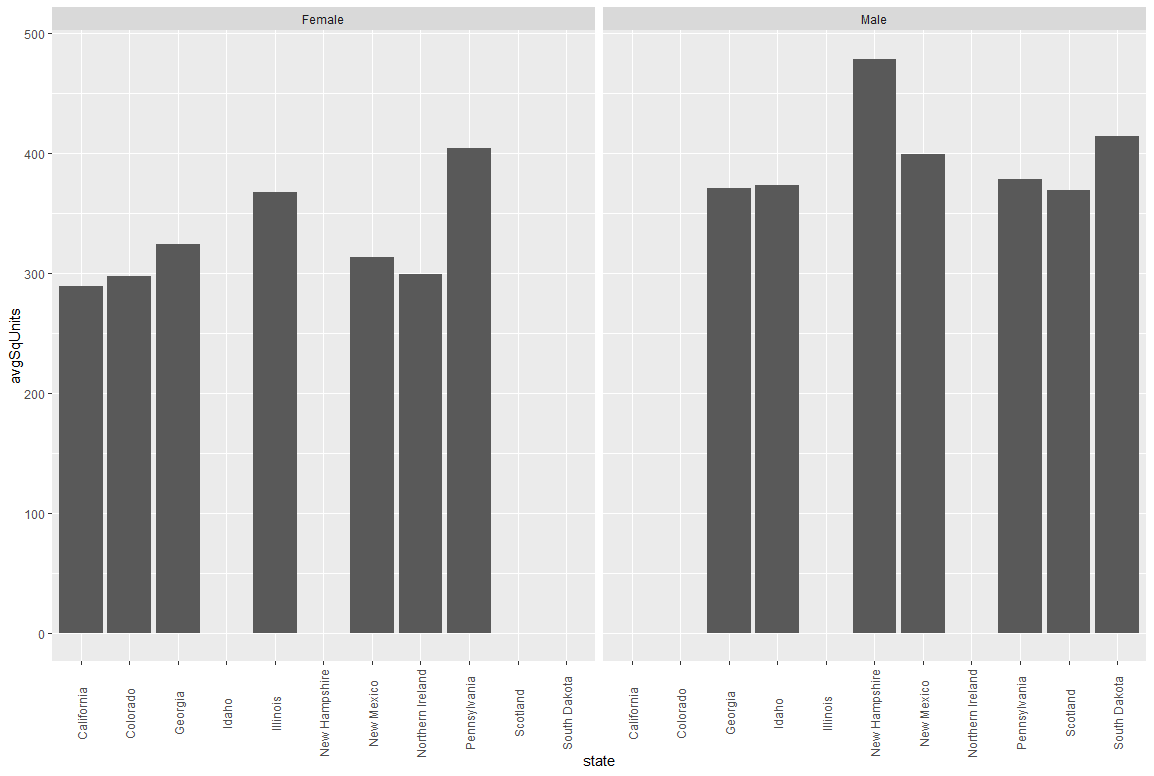 Female
Male
500
400
300
200
100
0
avgSqUnits
California
Colorado
Georgia
Idaho
Illinois
New Hampshire
New Mexico
Northern Ireland
Pennsylvania
Scotland
South Dakota
California
Colorado
Georgia
Idaho
Illinois
New Hampshire
New Mexico
Northern Ireland
Pennsylvania
Scotland
South Dakota
state